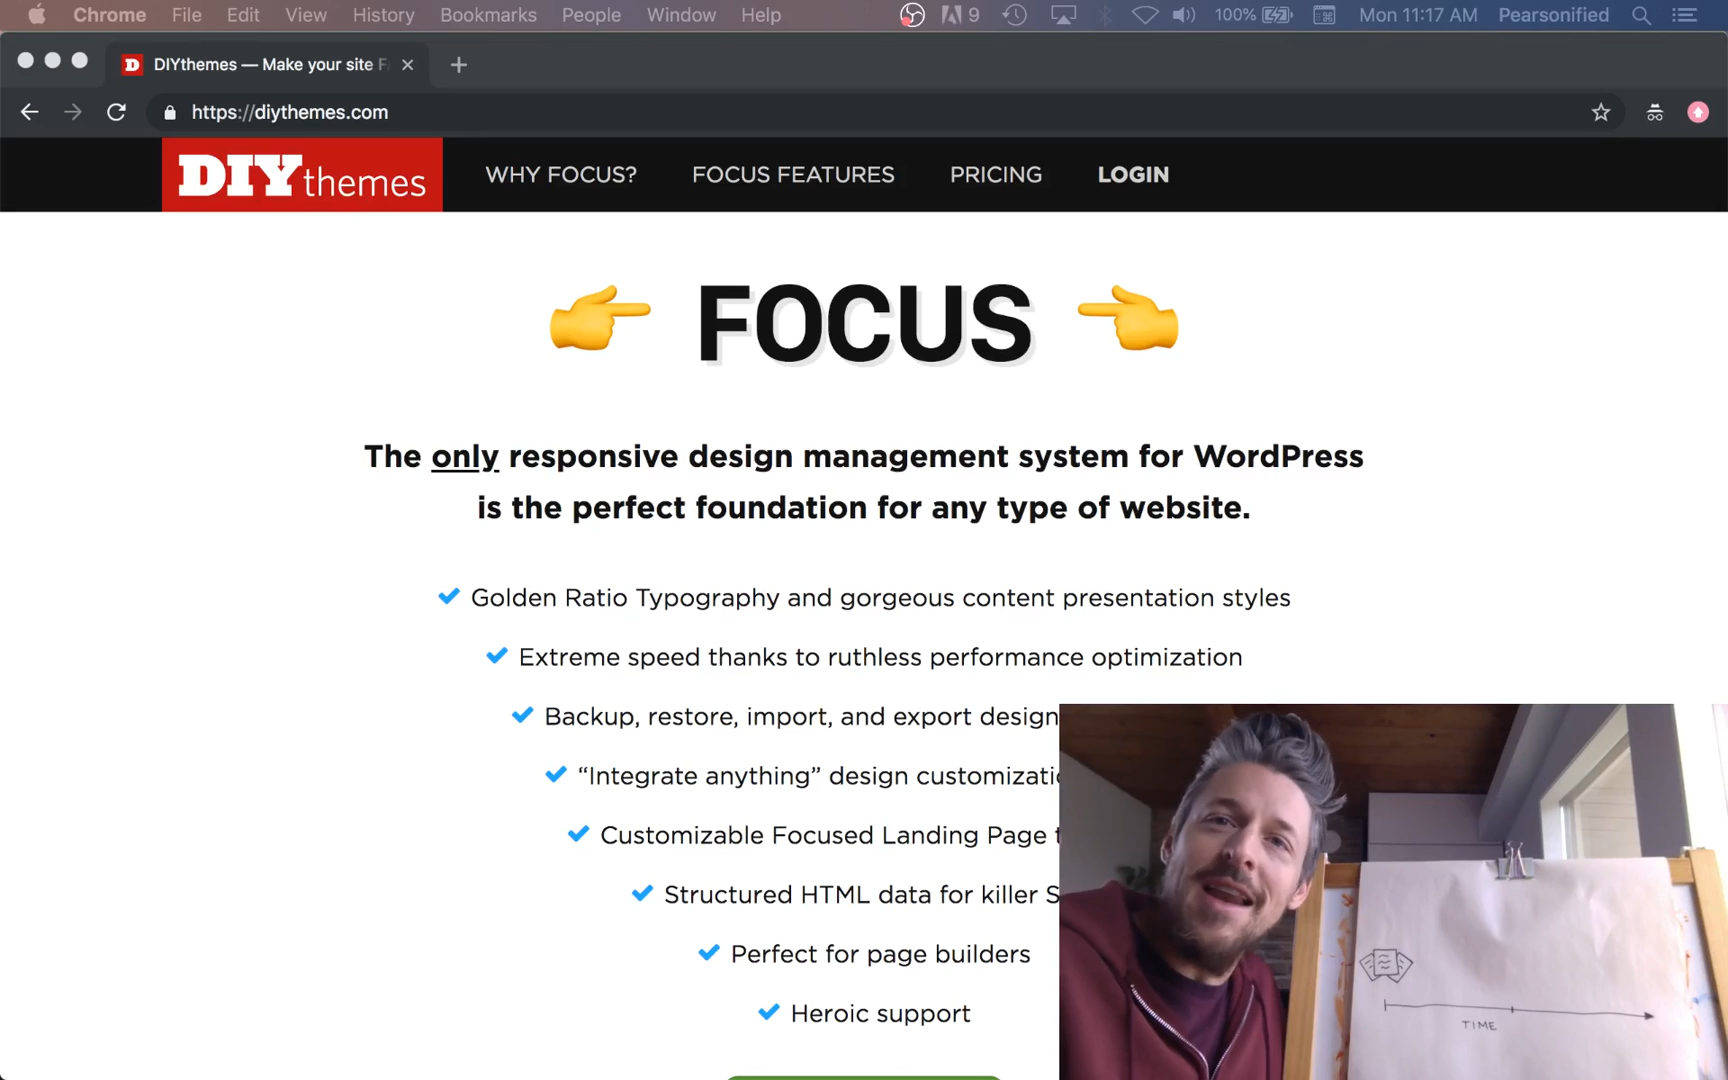 Chrome File Edit View History Bookmarks People Window Help 9 100% Mon 11:17 AM Pearsonified
DIYthemes — Make your site F
https://diythemes.com
DIYthemes WHY FOCUS? FOCUS FEATURES PRICING LOGIN
FOCUS
The only responsive design management system for WordPress
is the perfect foundation for any type of website.
Golden Ratio Typography and gorgeous content presentation styles
Extreme speed thanks to ruthless performance optimization
Backup, restore, import, and export design
“Integrate anything” design
Customizable Focused Landing Page
Structured HTML data for killer
Perfect for page builders
Heroic support
TIME